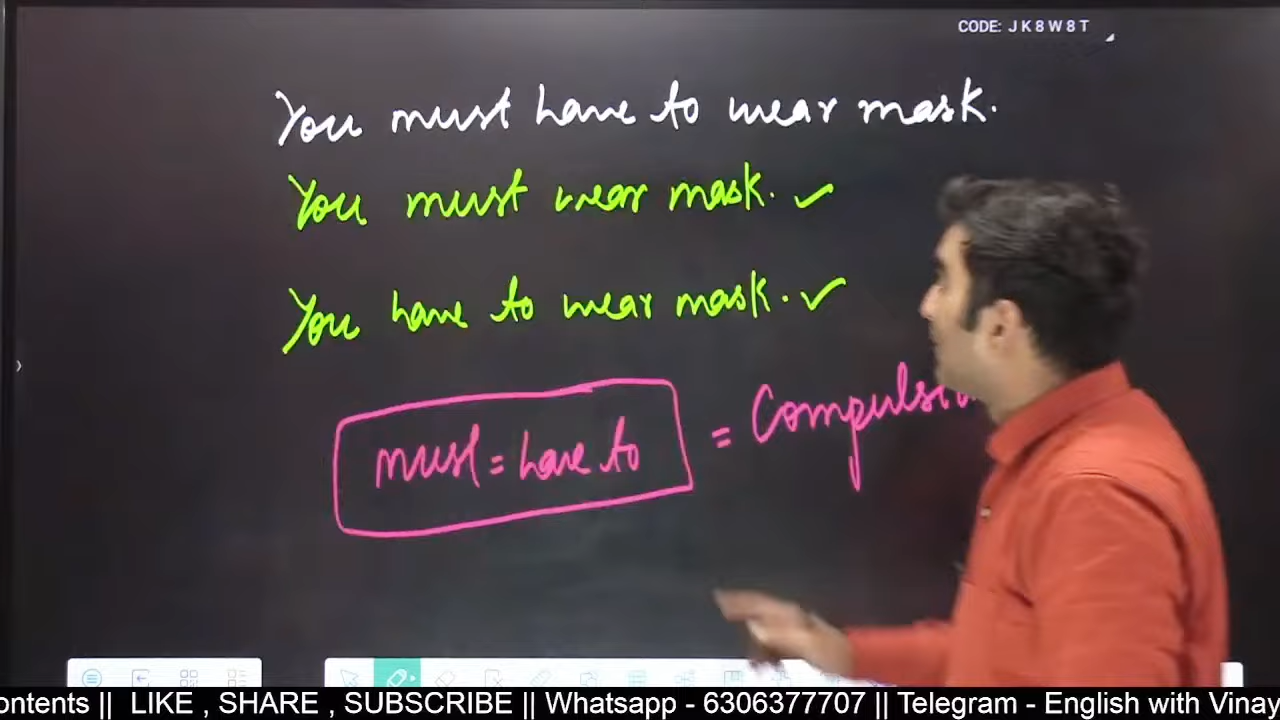 CODE: JK8W8T
You must have to wear mask.
You must wear mask. ✓
You have to wear mask. ✓
must = have to = Compulsi
ontents || LIKE , SHARE , SUBSCRIBE || Whatsapp - 6306377707 || Telegram - English with Vinay